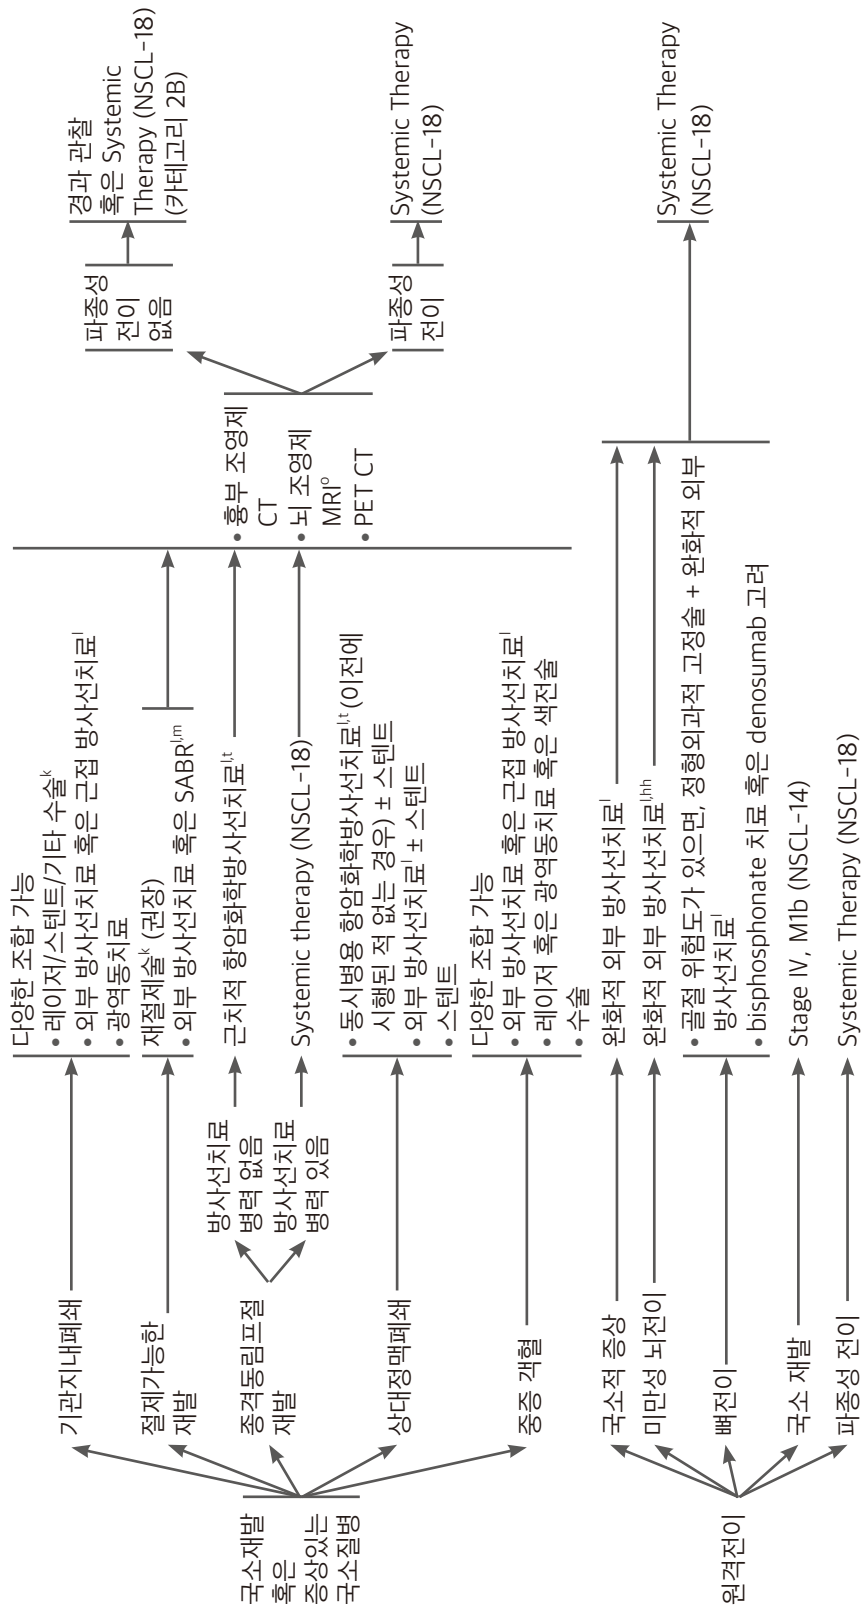 국소재발
혹은
증상있는
국소질병
기관지내폐쇄
다양한 조합 가능
• 레이저/스텐트/기타 수술k
• 외부 방사선치료 혹은 근접 방사선치료l
• 광역동치료
절제가능한
재발
재절제술k (권장)
• 외부 방사선치료 혹은 SABRl,m
종격동림프절
재발
방사선치료
병력 없음
근치적 항암화학방사선치료l,t
방사선치료
병력 있음
Systemic therapy (NSCL-18)
상대정맥폐쇄
• 동시병용 항암화학방사선치료l,t (이전에
시행된 적 없는 경우) ± 스텐트
• 외부 방사선치료l ± 스텐트
• 스텐트
중증 객혈
다양한 조합 가능
• 외부 방사선치료 혹은 근접 방사선치료l
• 레이저 혹은 광역동치료 혹은 색전술
• 수술
• 흉부 조영제
CT
• 뇌 조영제
MRIo
• PET CT
파종성
전이
없음
경과 관찰
혹은 Systemic
Therapy (NSCL-18)
(카테고리 2B)
파종성
전이
Systemic Therapy
(NSCL-18)
원격전이
국소적 증상
완화적 외부 방사선치료l
미만성 뇌전이
완화적 외부 방사선치료l,hh
뼈전이
• 골절 위험도가 있으면, 정형외과적 고정술 + 완화적 외부
방사선치료l
• bisphosphonate 치료 혹은 denosumab 고려
Systemic Therapy
(NSCL-18)
국소 재발
Stage IV, M1b (NSCL-14)
파종성 전이
Systemic Therapy (NSCL-18)